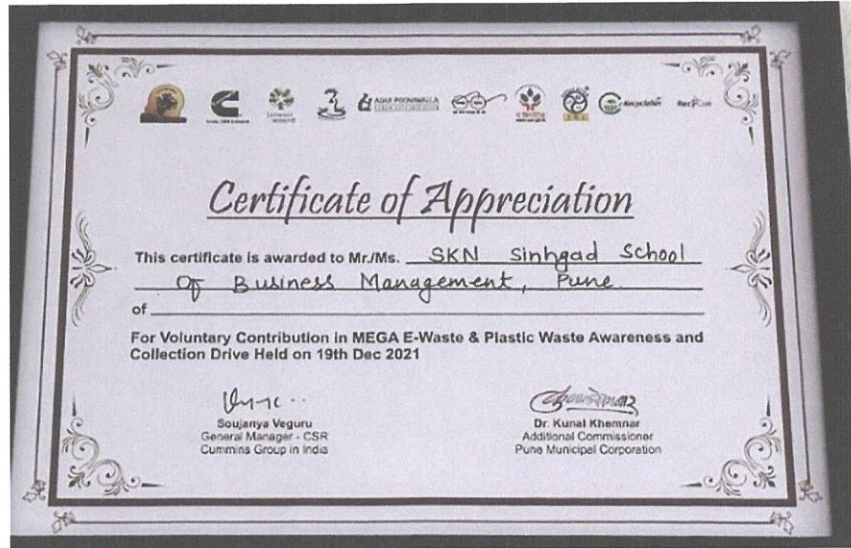 ADAR POONAWALLA
Certificate of Appreciation
This certificate is awarded to Mr./Ms. SKN Sinhgad School
Of Business Management, Pune.
of
For Voluntary Contribution in MEGA E-Waste & Plastic Waste Awareness and
Collection Drive Held on 19th Dec 2021
Soujanya Veguru
General Manager - CSR
Cummins Group in India
Dr. Kunal Khemnar
Additional Commissioner
Pune Municipal Corporation